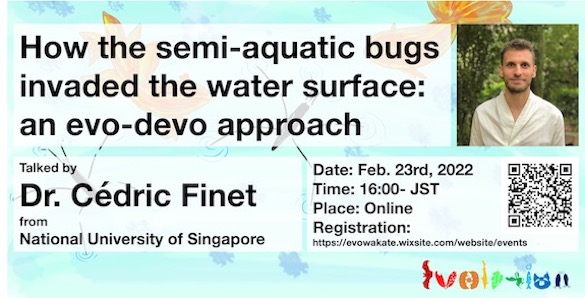 How the semi-aquatic bugs
invaded the water surface:
an evo-devo approach
Talked by
Dr. Cédric Finet
from
National University of Singapore
Date: Feb. 23rd, 2022
Time: 16:00- JST
Place: Online
Registration:
https://evowakate.wixsite.com/website/events
Evolution